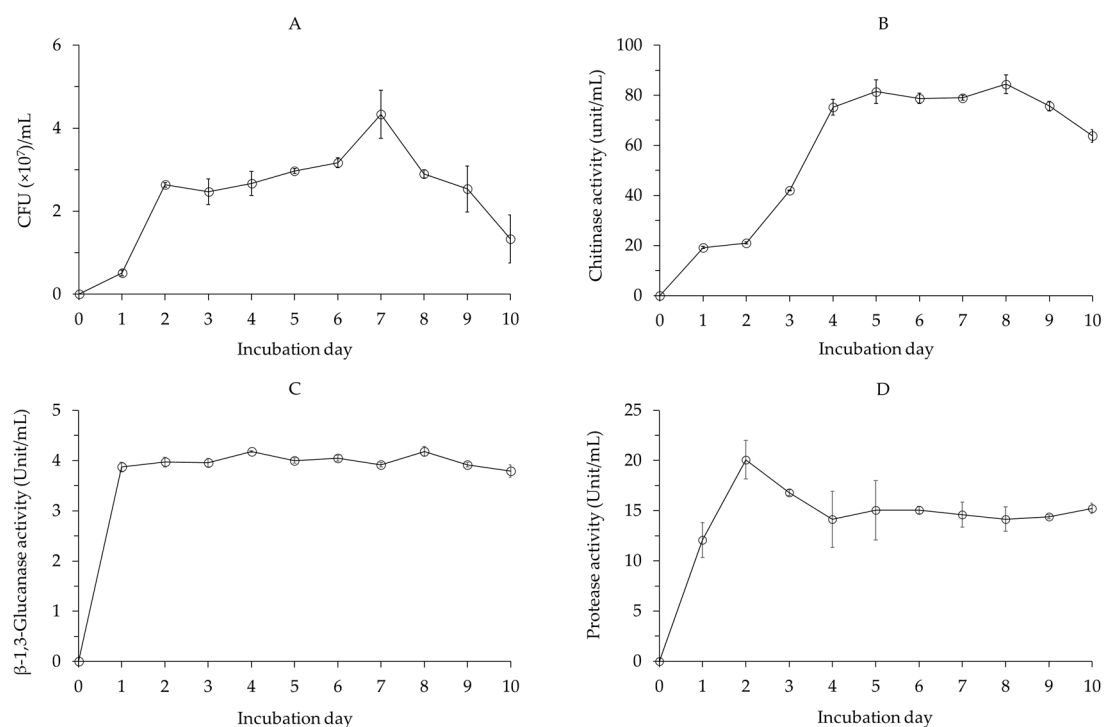 A
CFU (×10⁷)/mL
6
4
2
0
0 1 2 3 4 5 6 7 8 9 10
Incubation day
B
Chitinase activity (unit/mL)
100
80
60
40
20
0
0 1 2 3 4 5 6 7 8 9 10
Incubation day
C
β-1,3-Glucanase activity (Unit/mL)
5
4
3
2
1
0
0 1 2 3 4 5 6 7 8 9 10
Incubation day
D
Protease activity (Unit/mL)
25
20
15
10
5
0
0 1 2 3 4 5 6 7 8 9 10
Incubation day